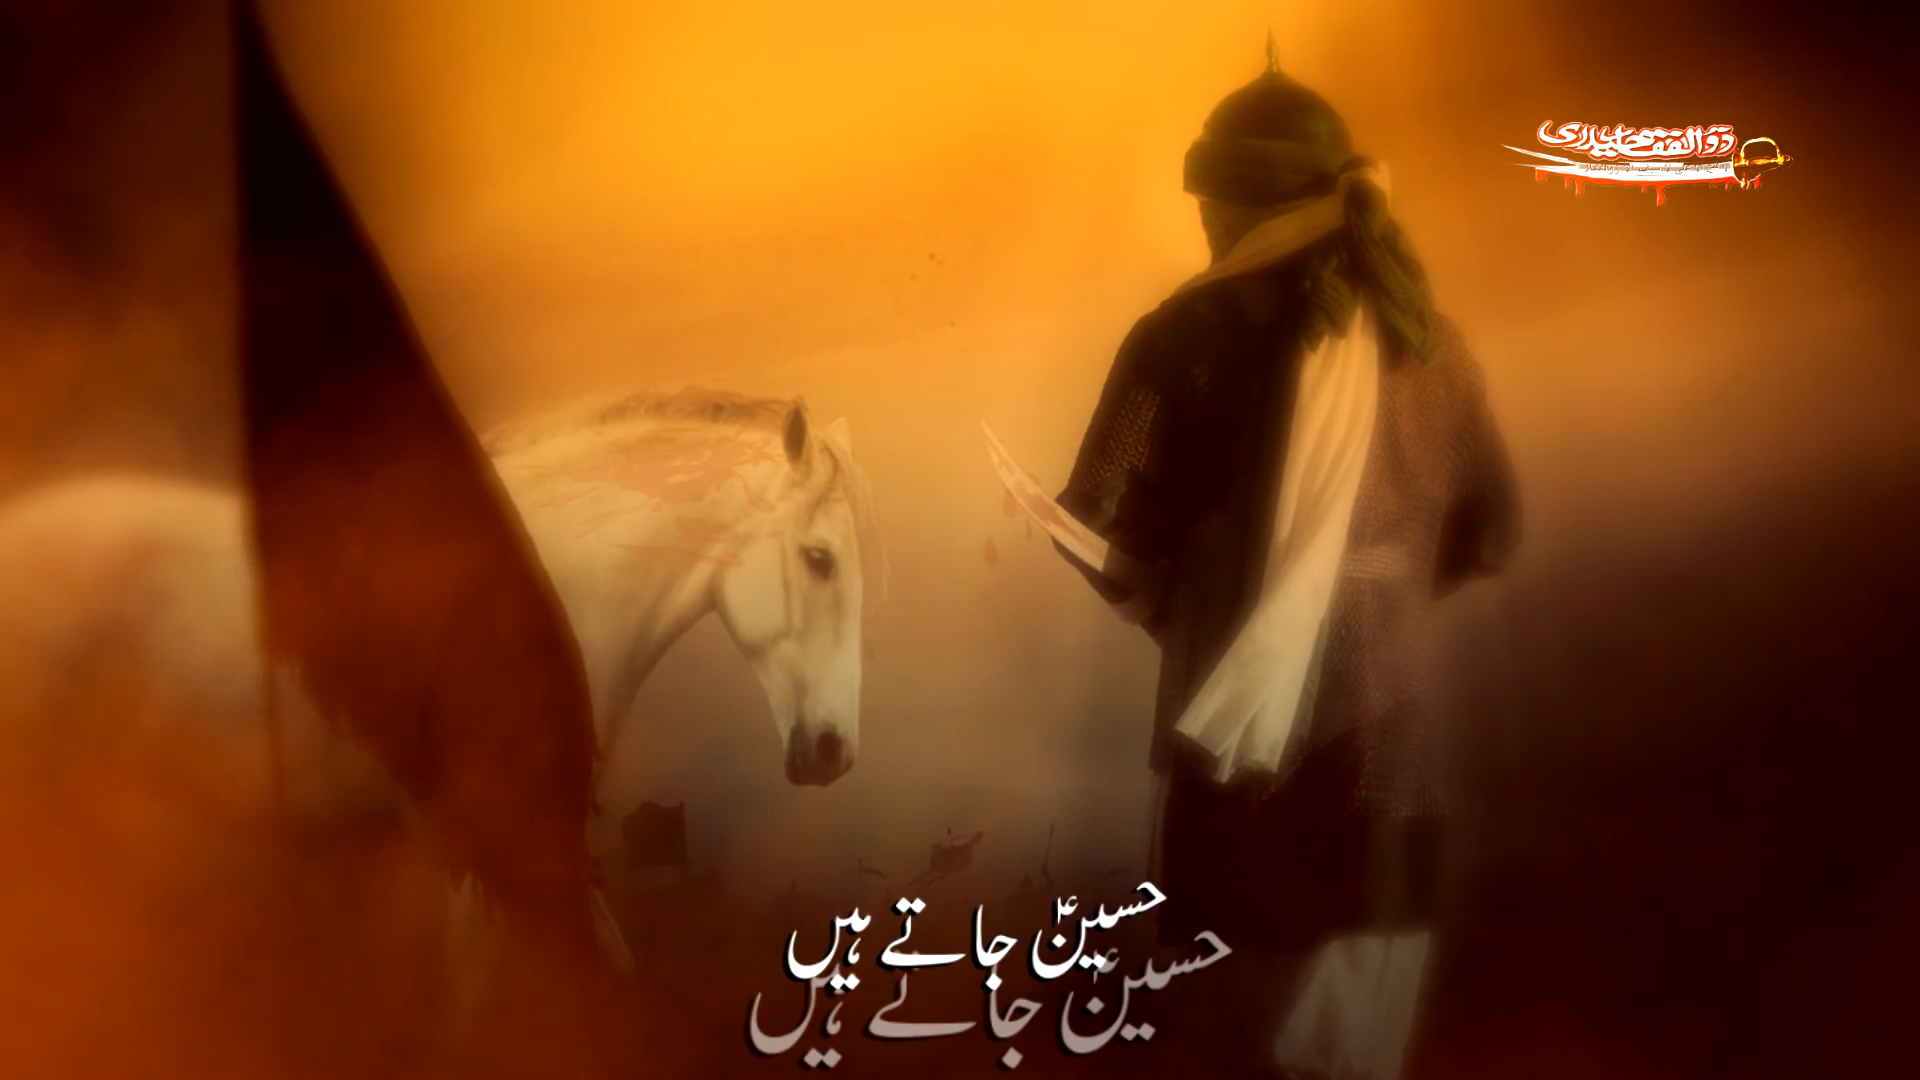 ذوالفقار حیدری
حسینؑ جاتے ہیں
حسینؑ جاتے ہیں